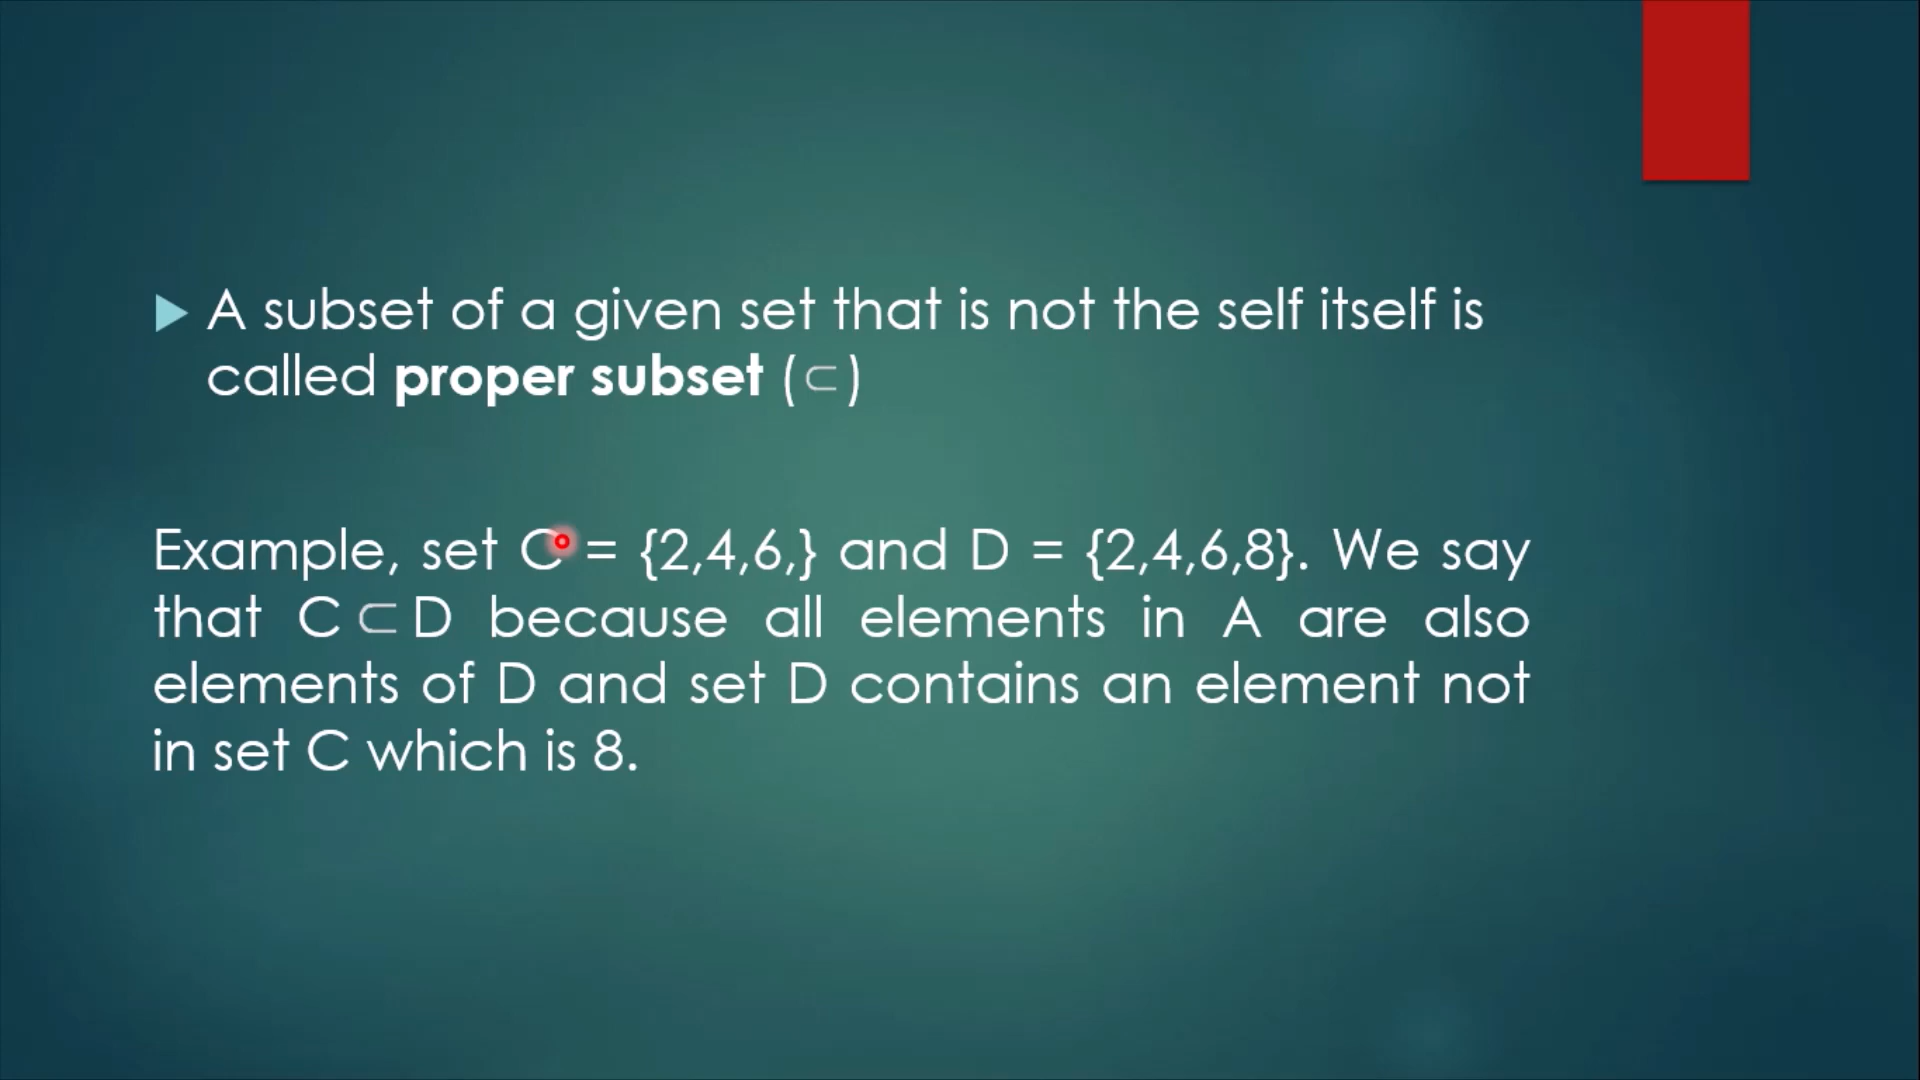 A subset of a given set that is not the self itself is
called proper subset (⊂)
Example, set C = {2,4,6,} and D = {2,4,6,8}. We say
that C ⊂ D because all elements in A are also
elements of D and set D contains an element not
in set C which is 8.